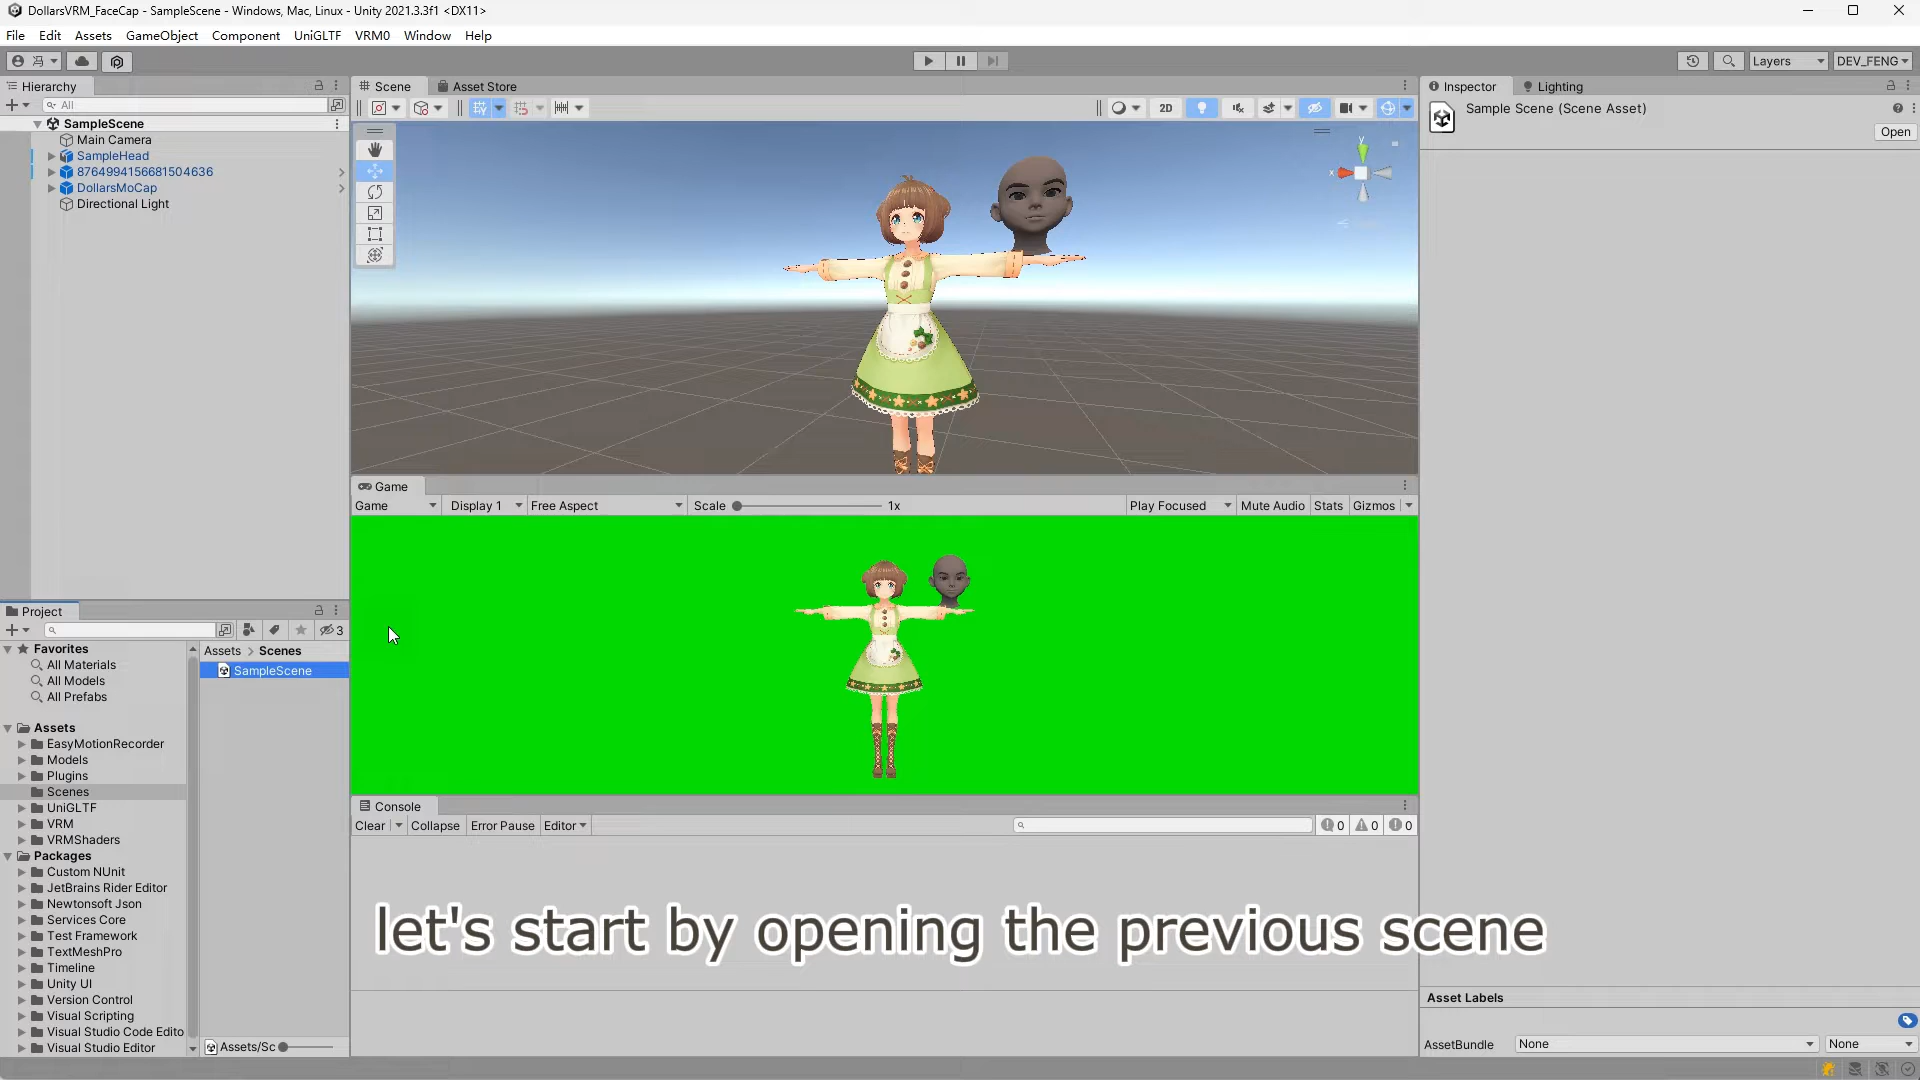 DollarsVRM_FaceCap - SampleScene - Windows, Mac, Linux - Unity 2021.3.3f1 <DX11>
File Edit Assets GameObject Component UniGLTF VRM0 Window Help
Layers DEV_FENG
Hierarchy
All
SampleScene
Main Camera
SampleHead
8764994156681504636
DollarsMoCap
Directional Light
Scene Asset Store
2D
y
x
Game
Game Display 1 Free Aspect Scale 1x Play Focused Mute Audio Stats Gizmos
Inspector Lighting
Sample Scene (Scene Asset)
Open
Project
3
Favorites
All Materials
All Models
All Prefabs
Assets
EasyMotionRecorder
Models
Plugins
Scenes
UniGLTF
VRM
VRMShaders
Packages
Custom NUnit
JetBrains Rider Editor
Newtonsoft Json
Services Core
Test Framework
TextMeshPro
Timeline
Unity UI
Version Control
Visual Scripting
Visual Studio Code Edito
Visual Studio Editor
Assets > Scenes
SampleScene
Assets/Sc
Console
Clear Collapse Error Pause Editor 0 0 0
let's start by opening the previous scene
Asset Labels
AssetBundle None None